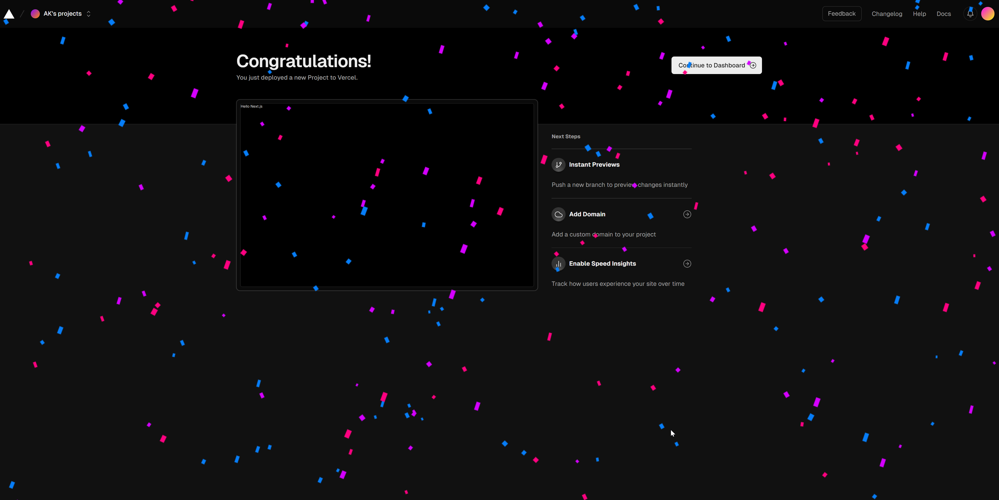 AK's projects
Feedback
Changelog
Help
Docs
Congratulations!
You just deployed a new Project to Vercel.
Continue to Dashboard
Hello Next.js
Next Steps
Instant Previews
Push a new branch to preview changes instantly
Add Domain
Add a custom domain to your project
Enable Speed Insights
Track how users experience your site over time